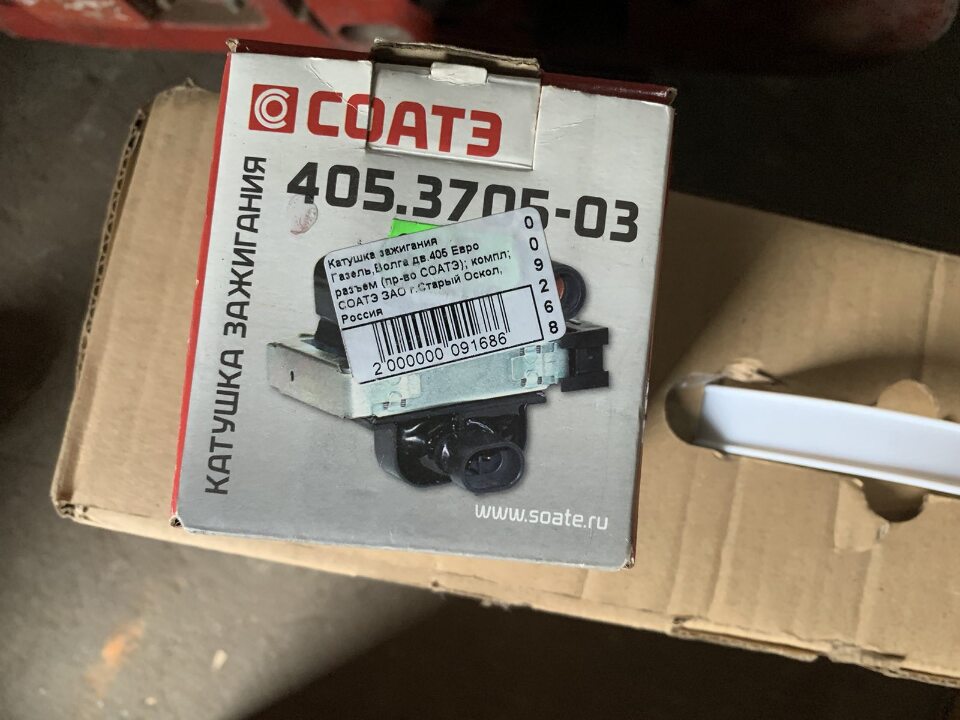 СОАТЭ
405.3705-03
КАТУШКА ЗАЖИГАНИЯ
Катушка зажигания
Газель,Волга дв.405 Евро
разъем (пр-во СОАТЭ); компл;
СОАТЭ ЗАО г.Старый Оскол,
Россия
2 000000 091686
009268
www.soate.ru